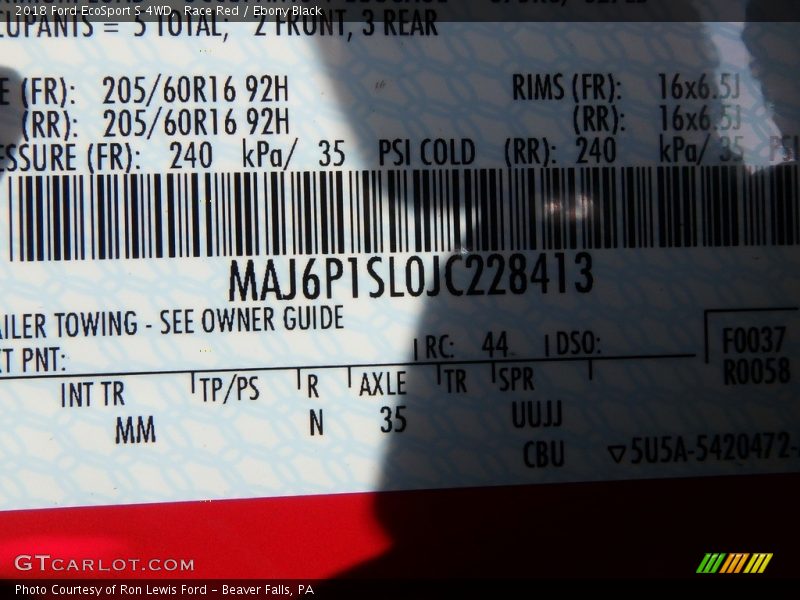 2018 Ford EcoSport S 4WD, Race Red / Ebony Black
CUPANTS = 5 TOTAL, 2 FRONT, 3 REAR
E (FR): 205/60R16 92H RIMS (FR): 16x6.5J
(RR): 205/60R16 92H (RR): 16x6.5J
ESSURE (FR): 240 kPa/ 35 PSI COLD (RR): 240 kPa/ 35 PSI
MAJ6P1SL0JC228413
AILER TOWING - SEE OWNER GUIDE
XT PNT: RC: 44 DSO: F0037
R0058
INT TR TP/PS R AXLE TR SPR
MM N 35 UUJJ
CBU ▽5U5A-5420472-
GTCARLOT.COM
Photo Courtesy of Ron Lewis Ford - Beaver Falls, PA